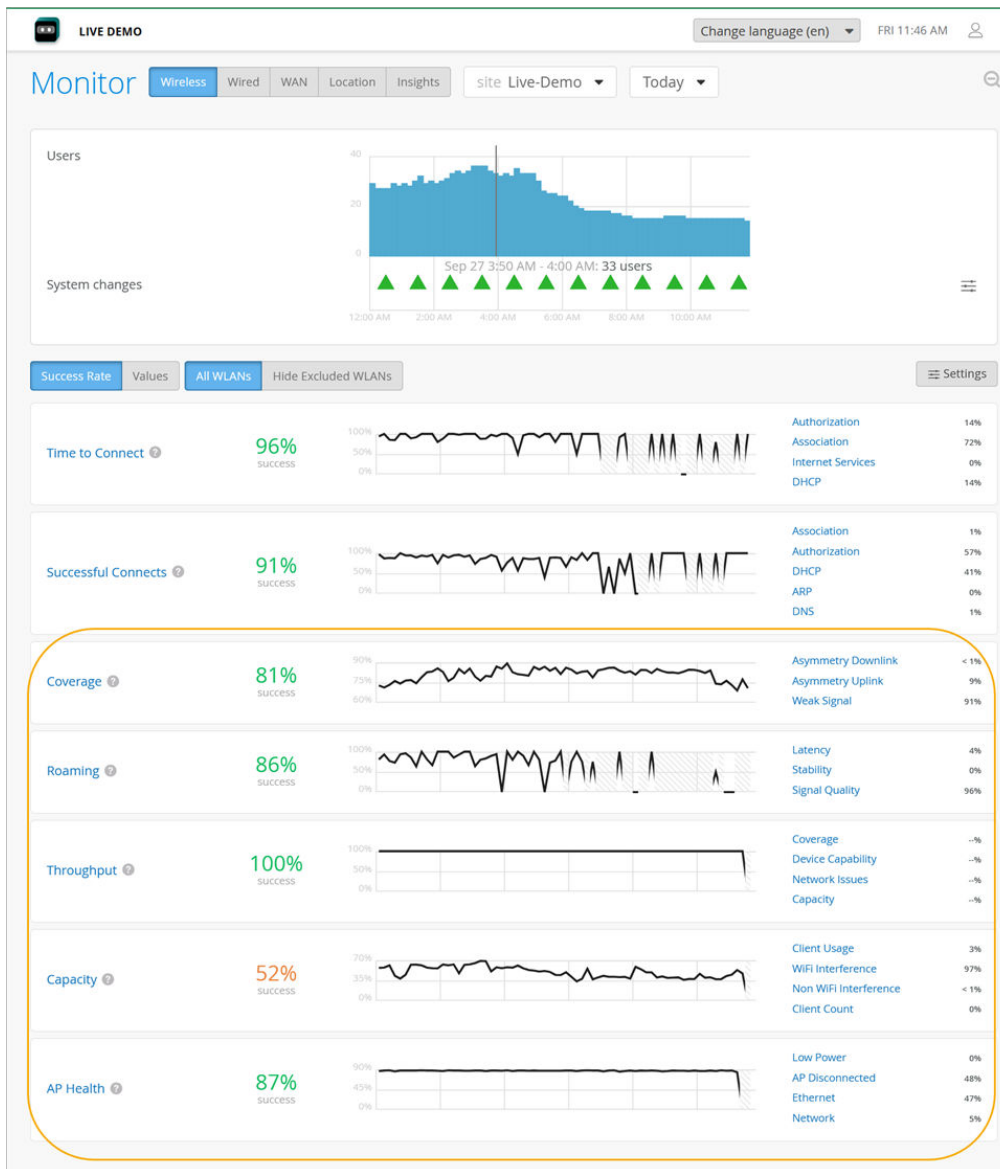 LIVE DEMO
Change language (en)
FRI 11:46 AM
Monitor
Wireless Wired WAN Location Insights
site Live-Demo
Today
Users
40
20
0
Sep 27 3:50 AM - 4:00 AM: 33 users
System changes
12:00 AM 2:00 AM 4:00 AM 6:00 AM 8:00 AM 10:00 AM
Success Rate Values All WLANs Hide Excluded WLANs
Settings
Time to Connect ?
96%
success
100%
50%
0%
Authorization 14%
Association 72%
Internet Services 0%
DHCP 14%
Successful Connects ?
91%
success
100%
50%
0%
Association 1%
Authorization 57%
DHCP 41%
ARP 0%
DNS 1%
Coverage ?
81%
success
90%
75%
60%
Asymmetry Downlink < 1%
Asymmetry Uplink 9%
Weak Signal 91%
Roaming ?
86%
success
100%
50%
0%
Latency 4%
Stability 0%
Signal Quality 96%
Throughput ?
100%
success
100%
50%
0%
Coverage --%
Device Capability --%
Network Issues --%
Capacity --%
Capacity ?
52%
success
70%
35%
0%
Client Usage 3%
WiFi Interference 97%
Non WiFi Interference < 1%
Client Count 0%
AP Health ?
87%
success
90%
45%
0%
Low Power 0%
AP Disconnected 48%
Ethernet 47%
Network 5%